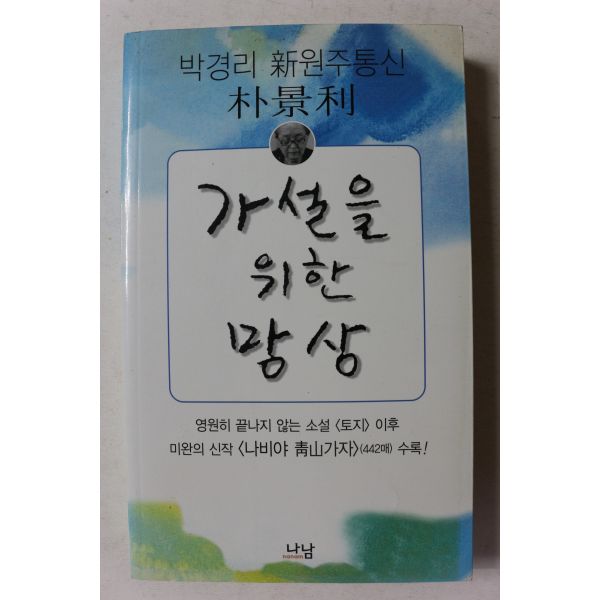 박경리 新원주통신
朴景利
가설을
위한
망상
영원히 끝나지 않는 소설 〈토지〉 이후
미완의 신작 〈나비야 靑山가자〉(442매) 수록!
나남
nanam